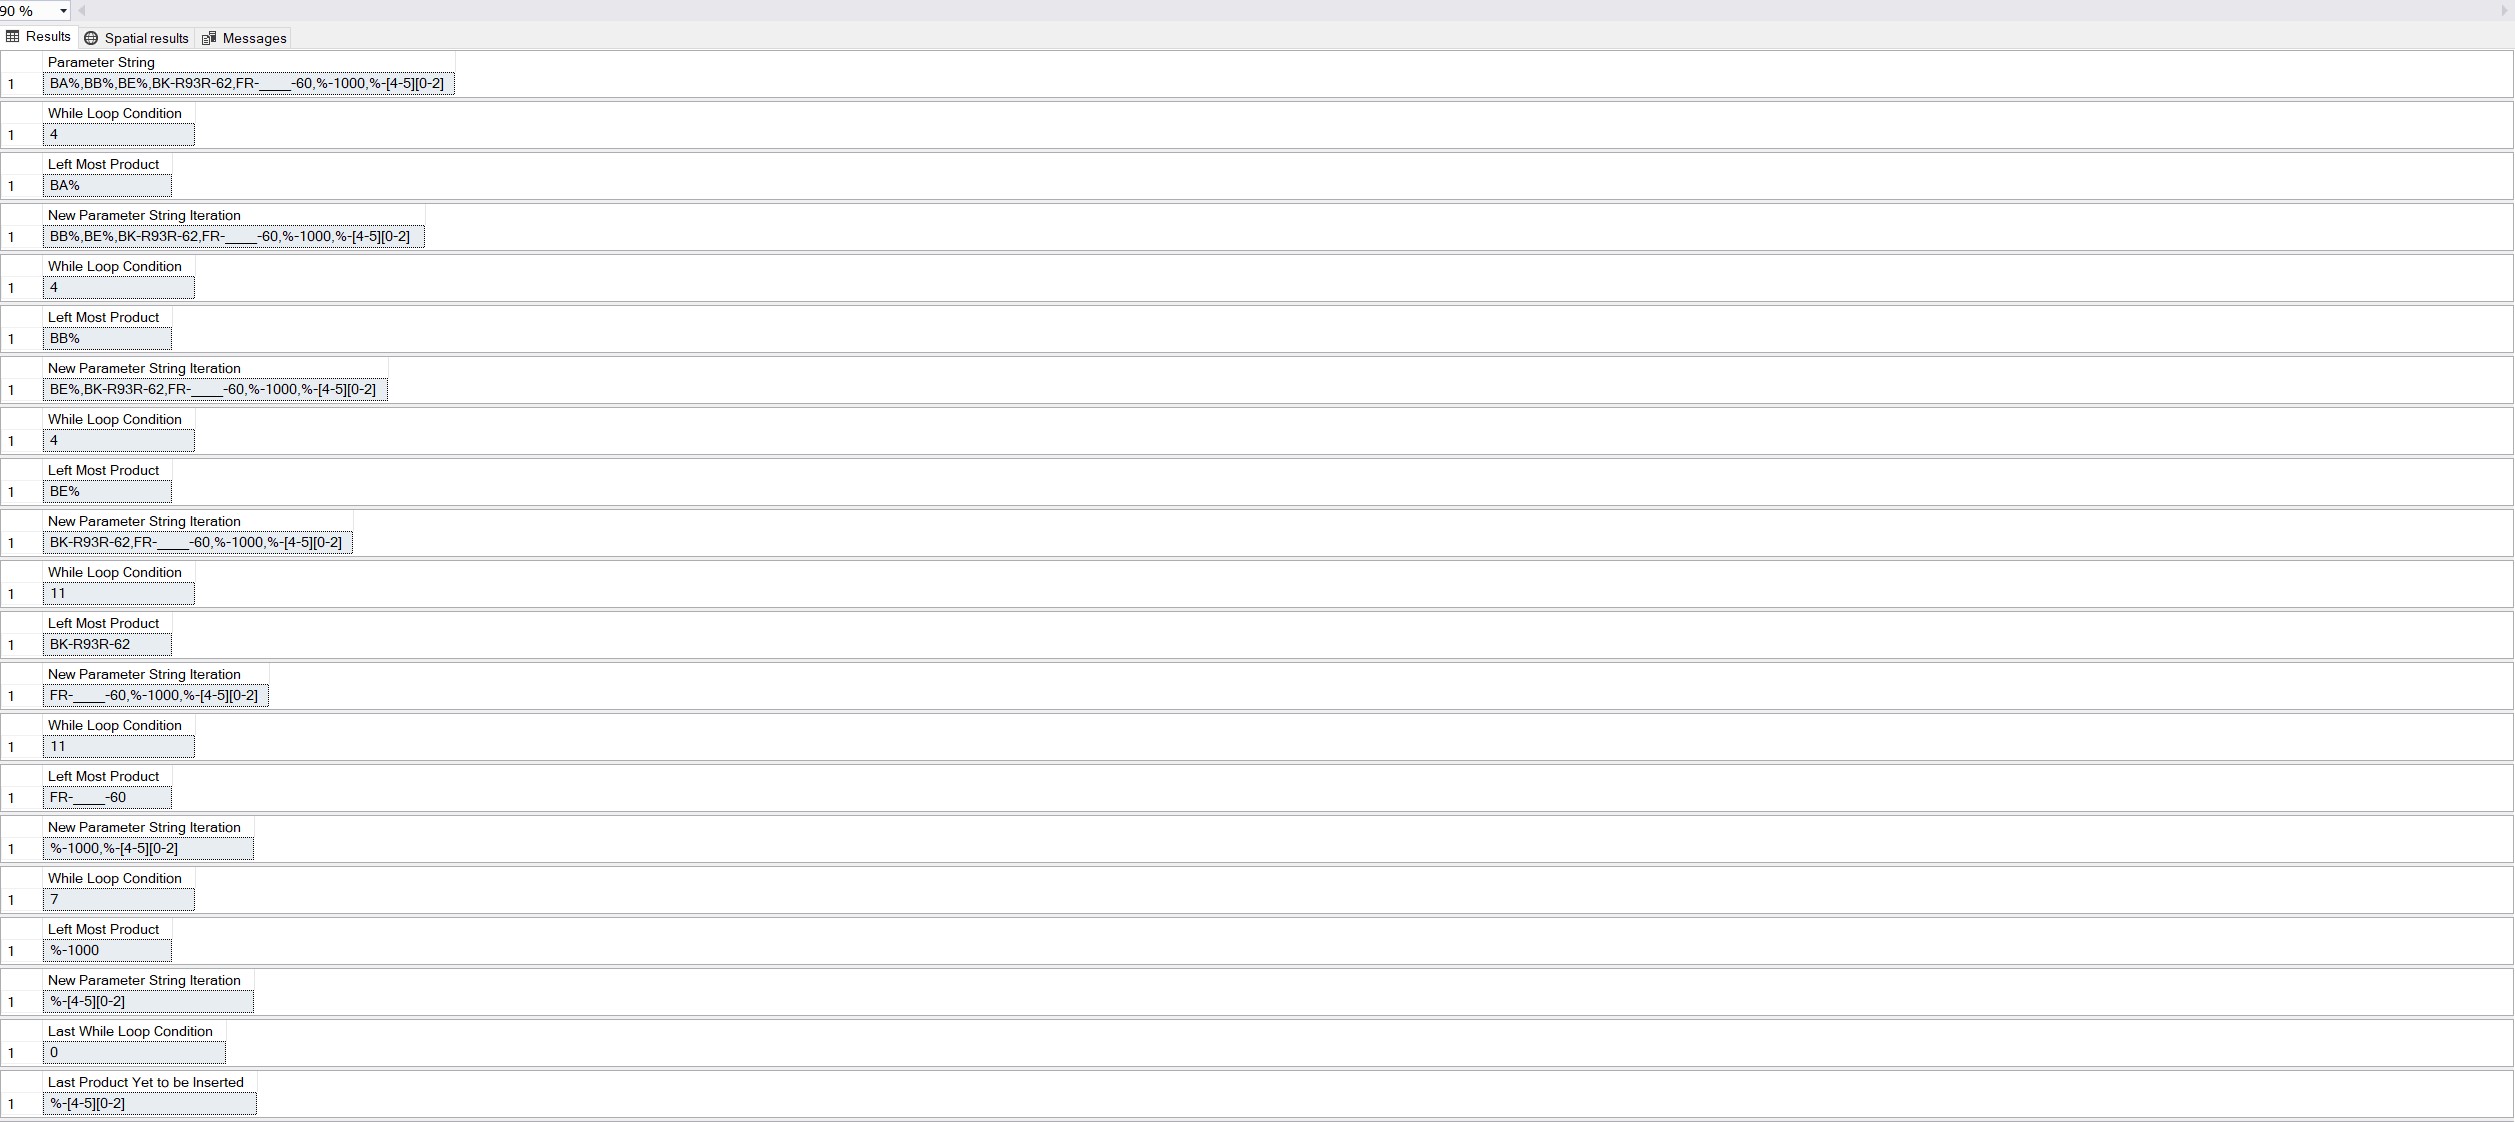 90 %
Results Spatial results Messages
Parameter String
1 BA%,BB%,BE%,BK-R93R-62,FR-____-60,%-1000,%-[4-5][0-2]
While Loop Condition
1 4
Left Most Product
1 BA%
New Parameter String Iteration
1 BB%,BE%,BK-R93R-62,FR-____-60,%-1000,%-[4-5][0-2]
While Loop Condition
1 4
Left Most Product
1 BB%
New Parameter String Iteration
1 BE%,BK-R93R-62,FR-____-60,%-1000,%-[4-5][0-2]
While Loop Condition
1 4
Left Most Product
1 BE%
New Parameter String Iteration
1 BK-R93R-62,FR-____-60,%-1000,%-[4-5][0-2]
While Loop Condition
1 11
Left Most Product
1 BK-R93R-62
New Parameter String Iteration
1 FR-____-60,%-1000,%-[4-5][0-2]
While Loop Condition
1 11
Left Most Product
1 FR-____-60
New Parameter String Iteration
1 %-1000,%-[4-5][0-2]
While Loop Condition
1 7
Left Most Product
1 %-1000
New Parameter String Iteration
1 %-[4-5][0-2]
Last While Loop Condition
1 0
Last Product Yet to be Inserted
1 %-[4-5][0-2]